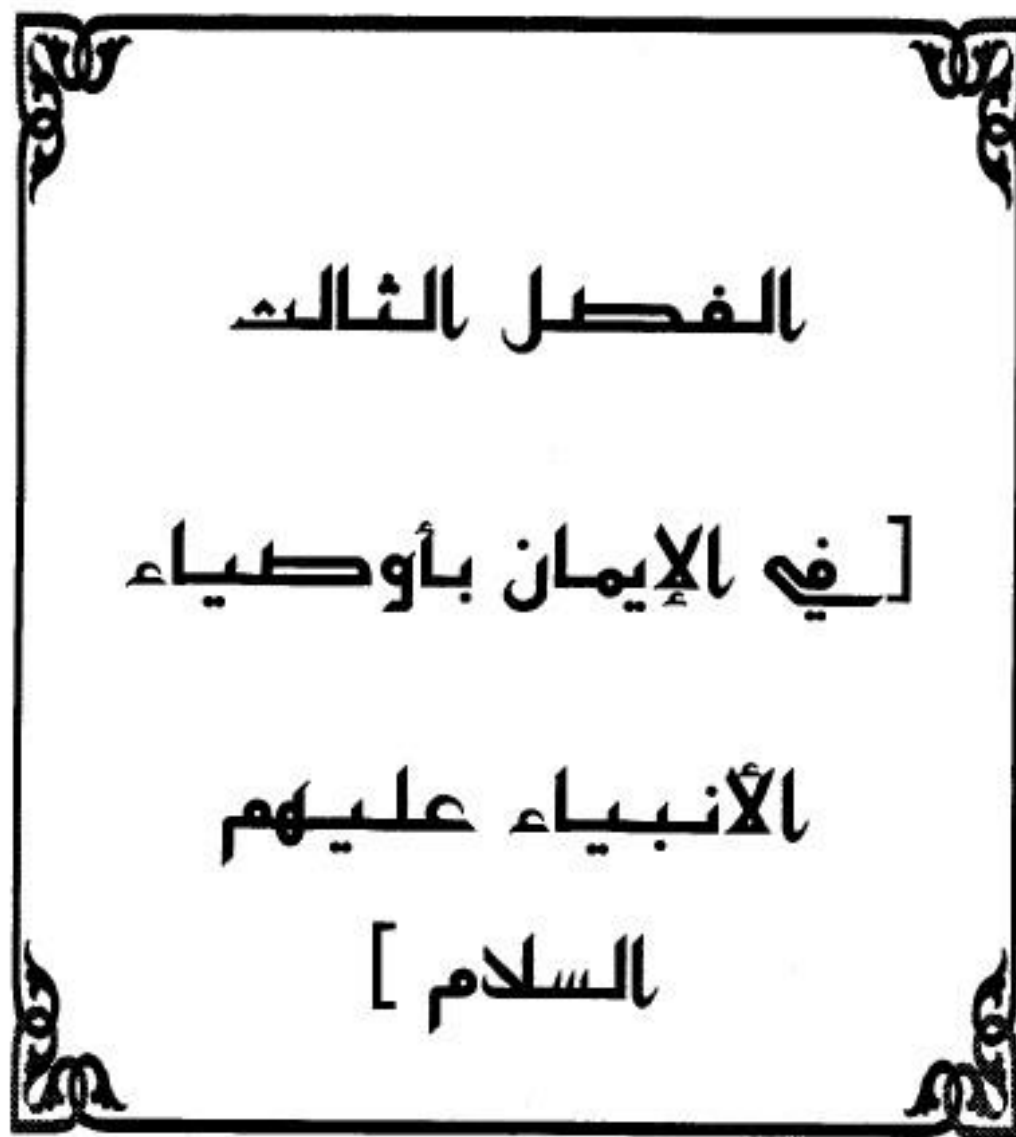 الفصل الثالث
[ في الإيمان بأوصياء
الأنبياء عليهم
السلام ]